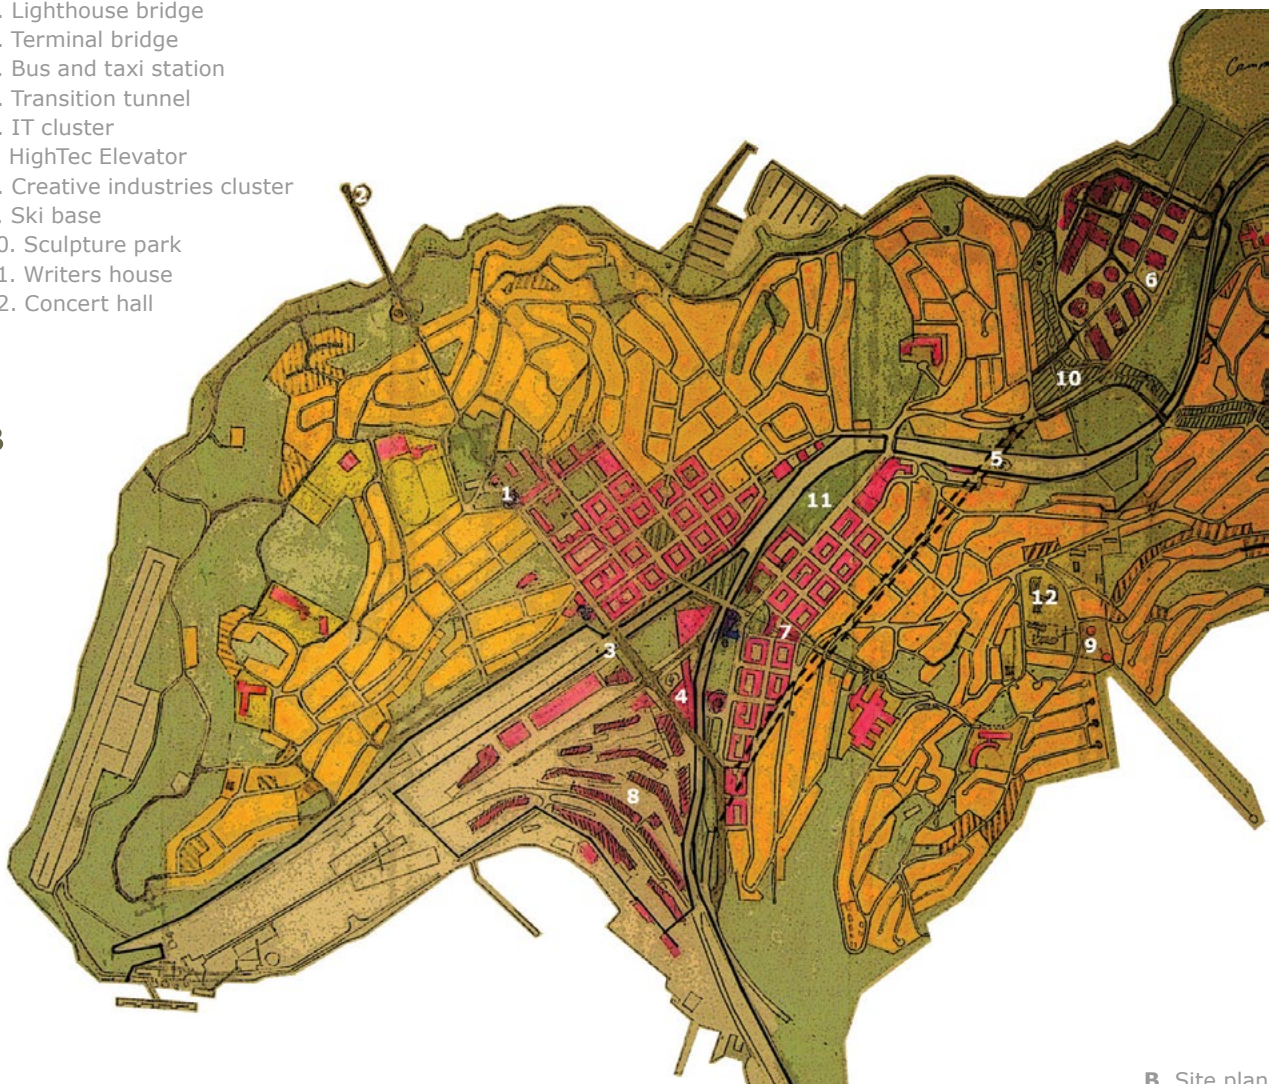 . Lighthouse bridge
. Terminal bridge
. Bus and taxi station
. Transition tunnel
. IT cluster
HighTec Elevator
. Creative industries cluster
. Ski base
0. Sculpture park
1. Writers house
2. Concert hall
B
2
6
10
5
1
11
12
3
7
9
4
8
B. Site plan